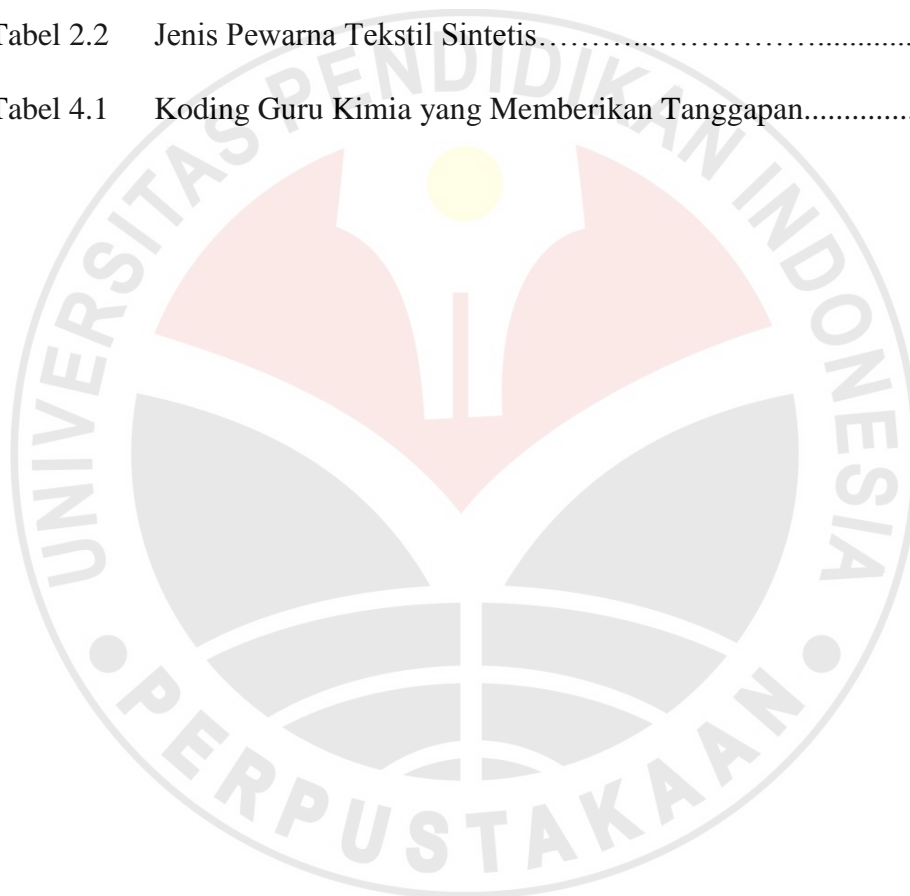 Tabel 2.2 Jenis Pewarna Tekstil Sintetis………...……………...........
Tabel 4.1 Koding Guru Kimia yang Memberikan Tanggapan..............
UNIVERSITAS PENDIDIKAN INDONESIA
PERPUSTAKAAN